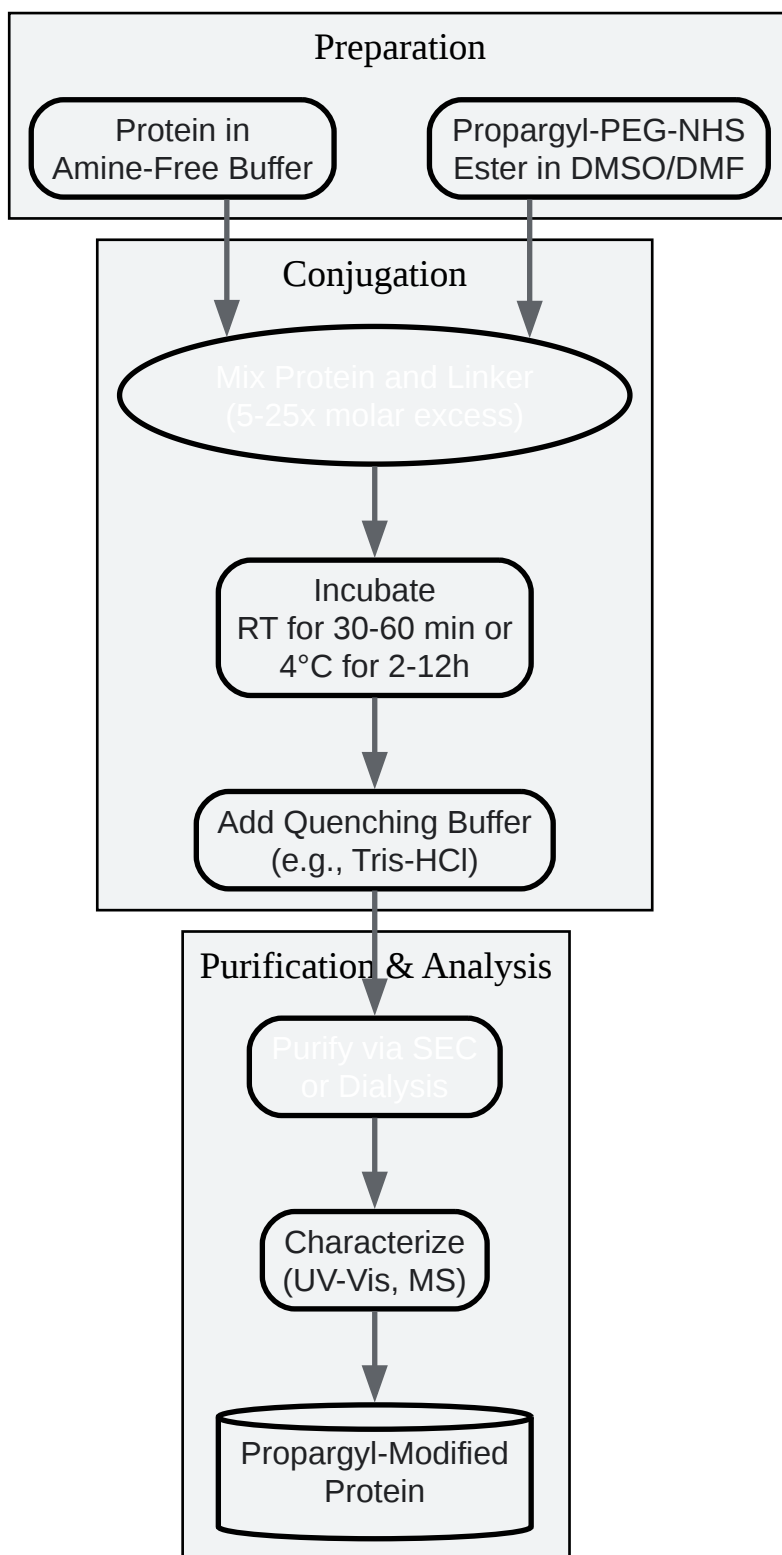 Preparation
Protein in
Amine-Free Buffer
Propargyl-PEG-NHS
Ester in DMSO/DMF
Conjugation
Mix Protein and Linker
(5-25x molar excess)
Incubate
RT for 30-60 min or
4°C for 2-12h
Add Quenching Buffer
(e.g., Tris-HCl)
Purification & Analysis
Purify via SEC
or Dialysis
Characterize
(UV-Vis, MS)
Propargyl-Modified
Protein